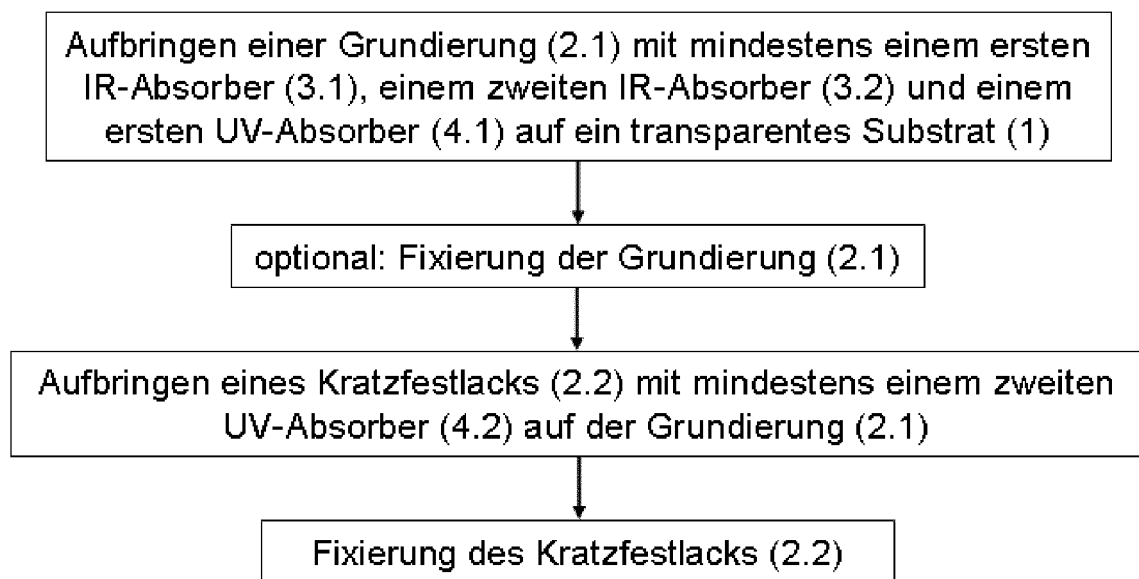 Aufbringen einer Grundierung (2.1) mit mindestens einem ersten
IR-Absorber (3.1), einem zweiten IR-Absorber (3.2) und einem
ersten UV-Absorber (4.1) auf ein transparentes Substrat (1)
optional: Fixierung der Grundierung (2.1)
Aufbringen eines Kratzfestlacks (2.2) mit mindestens einem zweiten
UV-Absorber (4.2) auf der Grundierung (2.1)
Fixierung des Kratzfestlacks (2.2)